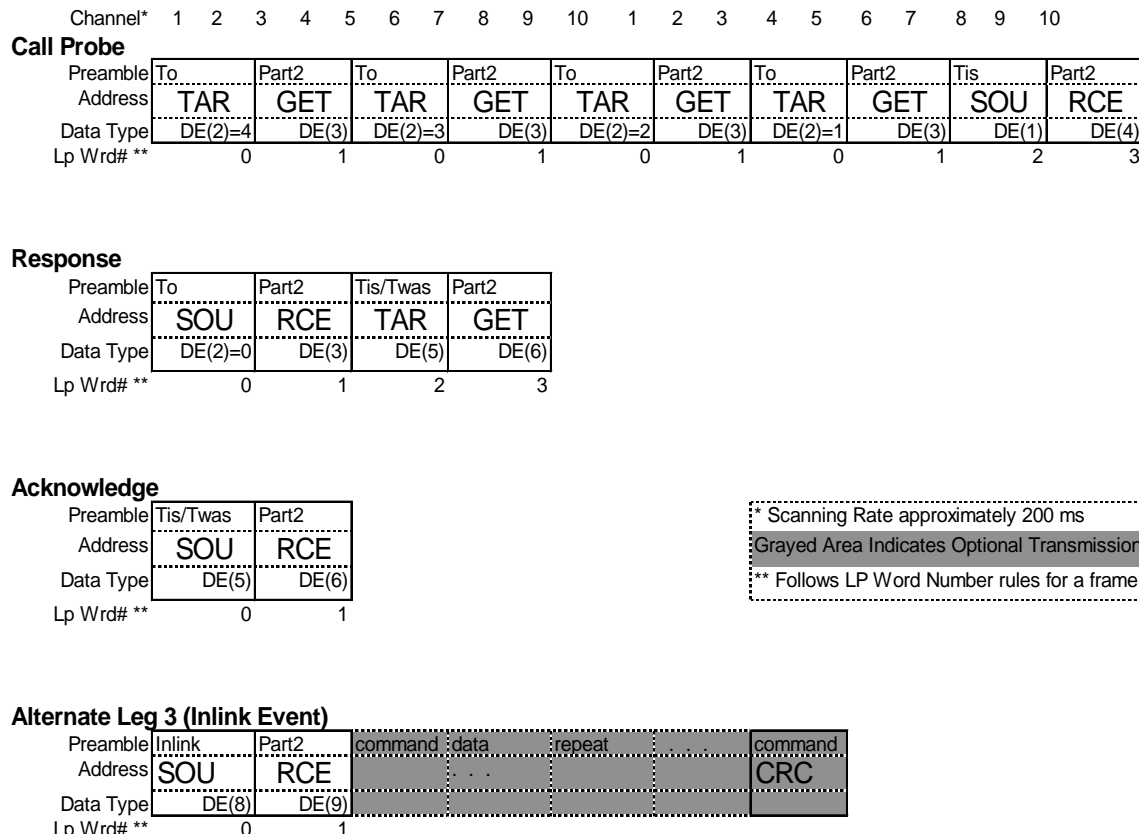 Channel* 1 2 3 4 5 6 7 8 9 10 1 2 3 4 5 6 7 8 9 10
Call Probe
Preamble To Part2 To Part2 To Part2 To Part2 Tis Part2
Address TAR GET TAR GET TAR GET TAR GET SOU RCE
Data Type DE(2)=4 DE(3) DE(2)=3 DE(3) DE(2)=2 DE(3) DE(2)=1 DE(3) DE(1) DE(4)
Lp Wrd# ** 0 1 0 1 0 1 0 1 2 3
Response
Preamble To Part2 Tis/Twas Part2
Address SOU RCE TAR GET
Data Type DE(2)=0 DE(3) DE(5) DE(6)
Lp Wrd# ** 0 1 2 3
Acknowledge
Preamble Tis/Twas Part2
Address SOU RCE
Data Type DE(5) DE(6)
Lp Wrd# ** 0 1
* Scanning Rate approximately 200 ms
Grayed Area Indicates Optional Transmission
** Follows LP Word Number rules for a frame
Alternate Leg 3 (Inlink Event)
Preamble Inlink Part2 command data repeat . . . command
Address SOU RCE . . . CRC
Data Type DE(8) DE(9)
Lp Wrd# ** 0 1